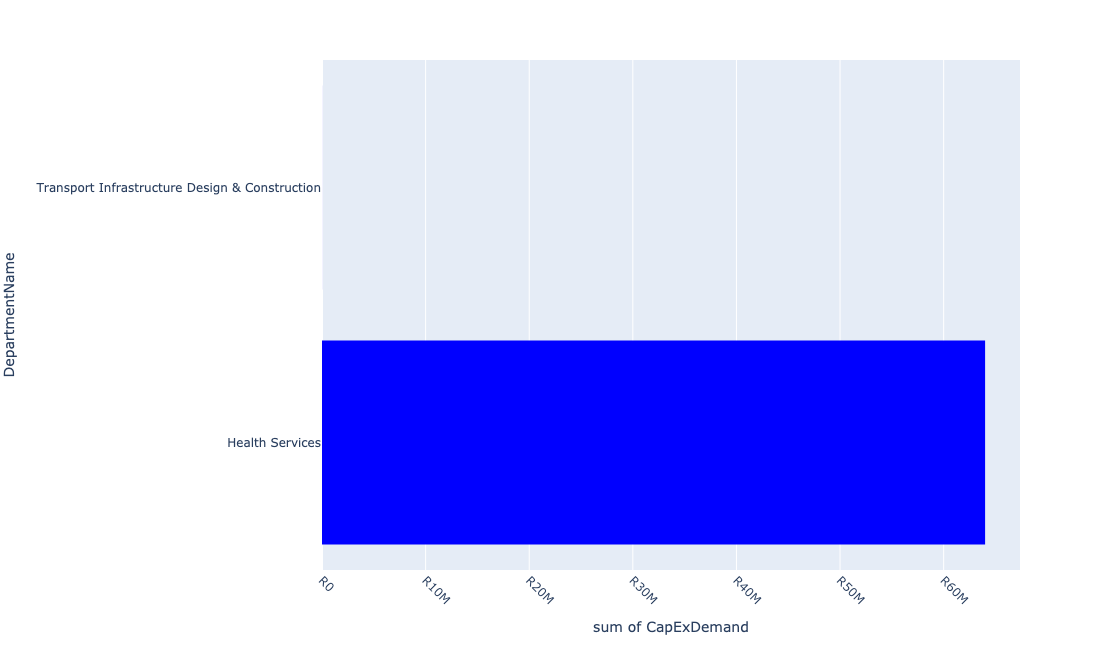 DepartmentName
Transport Infrastructure Design & Construction
Health Services
R0
R10M
R20M
R30M
R40M
R50M
R60M
sum of CapExDemand